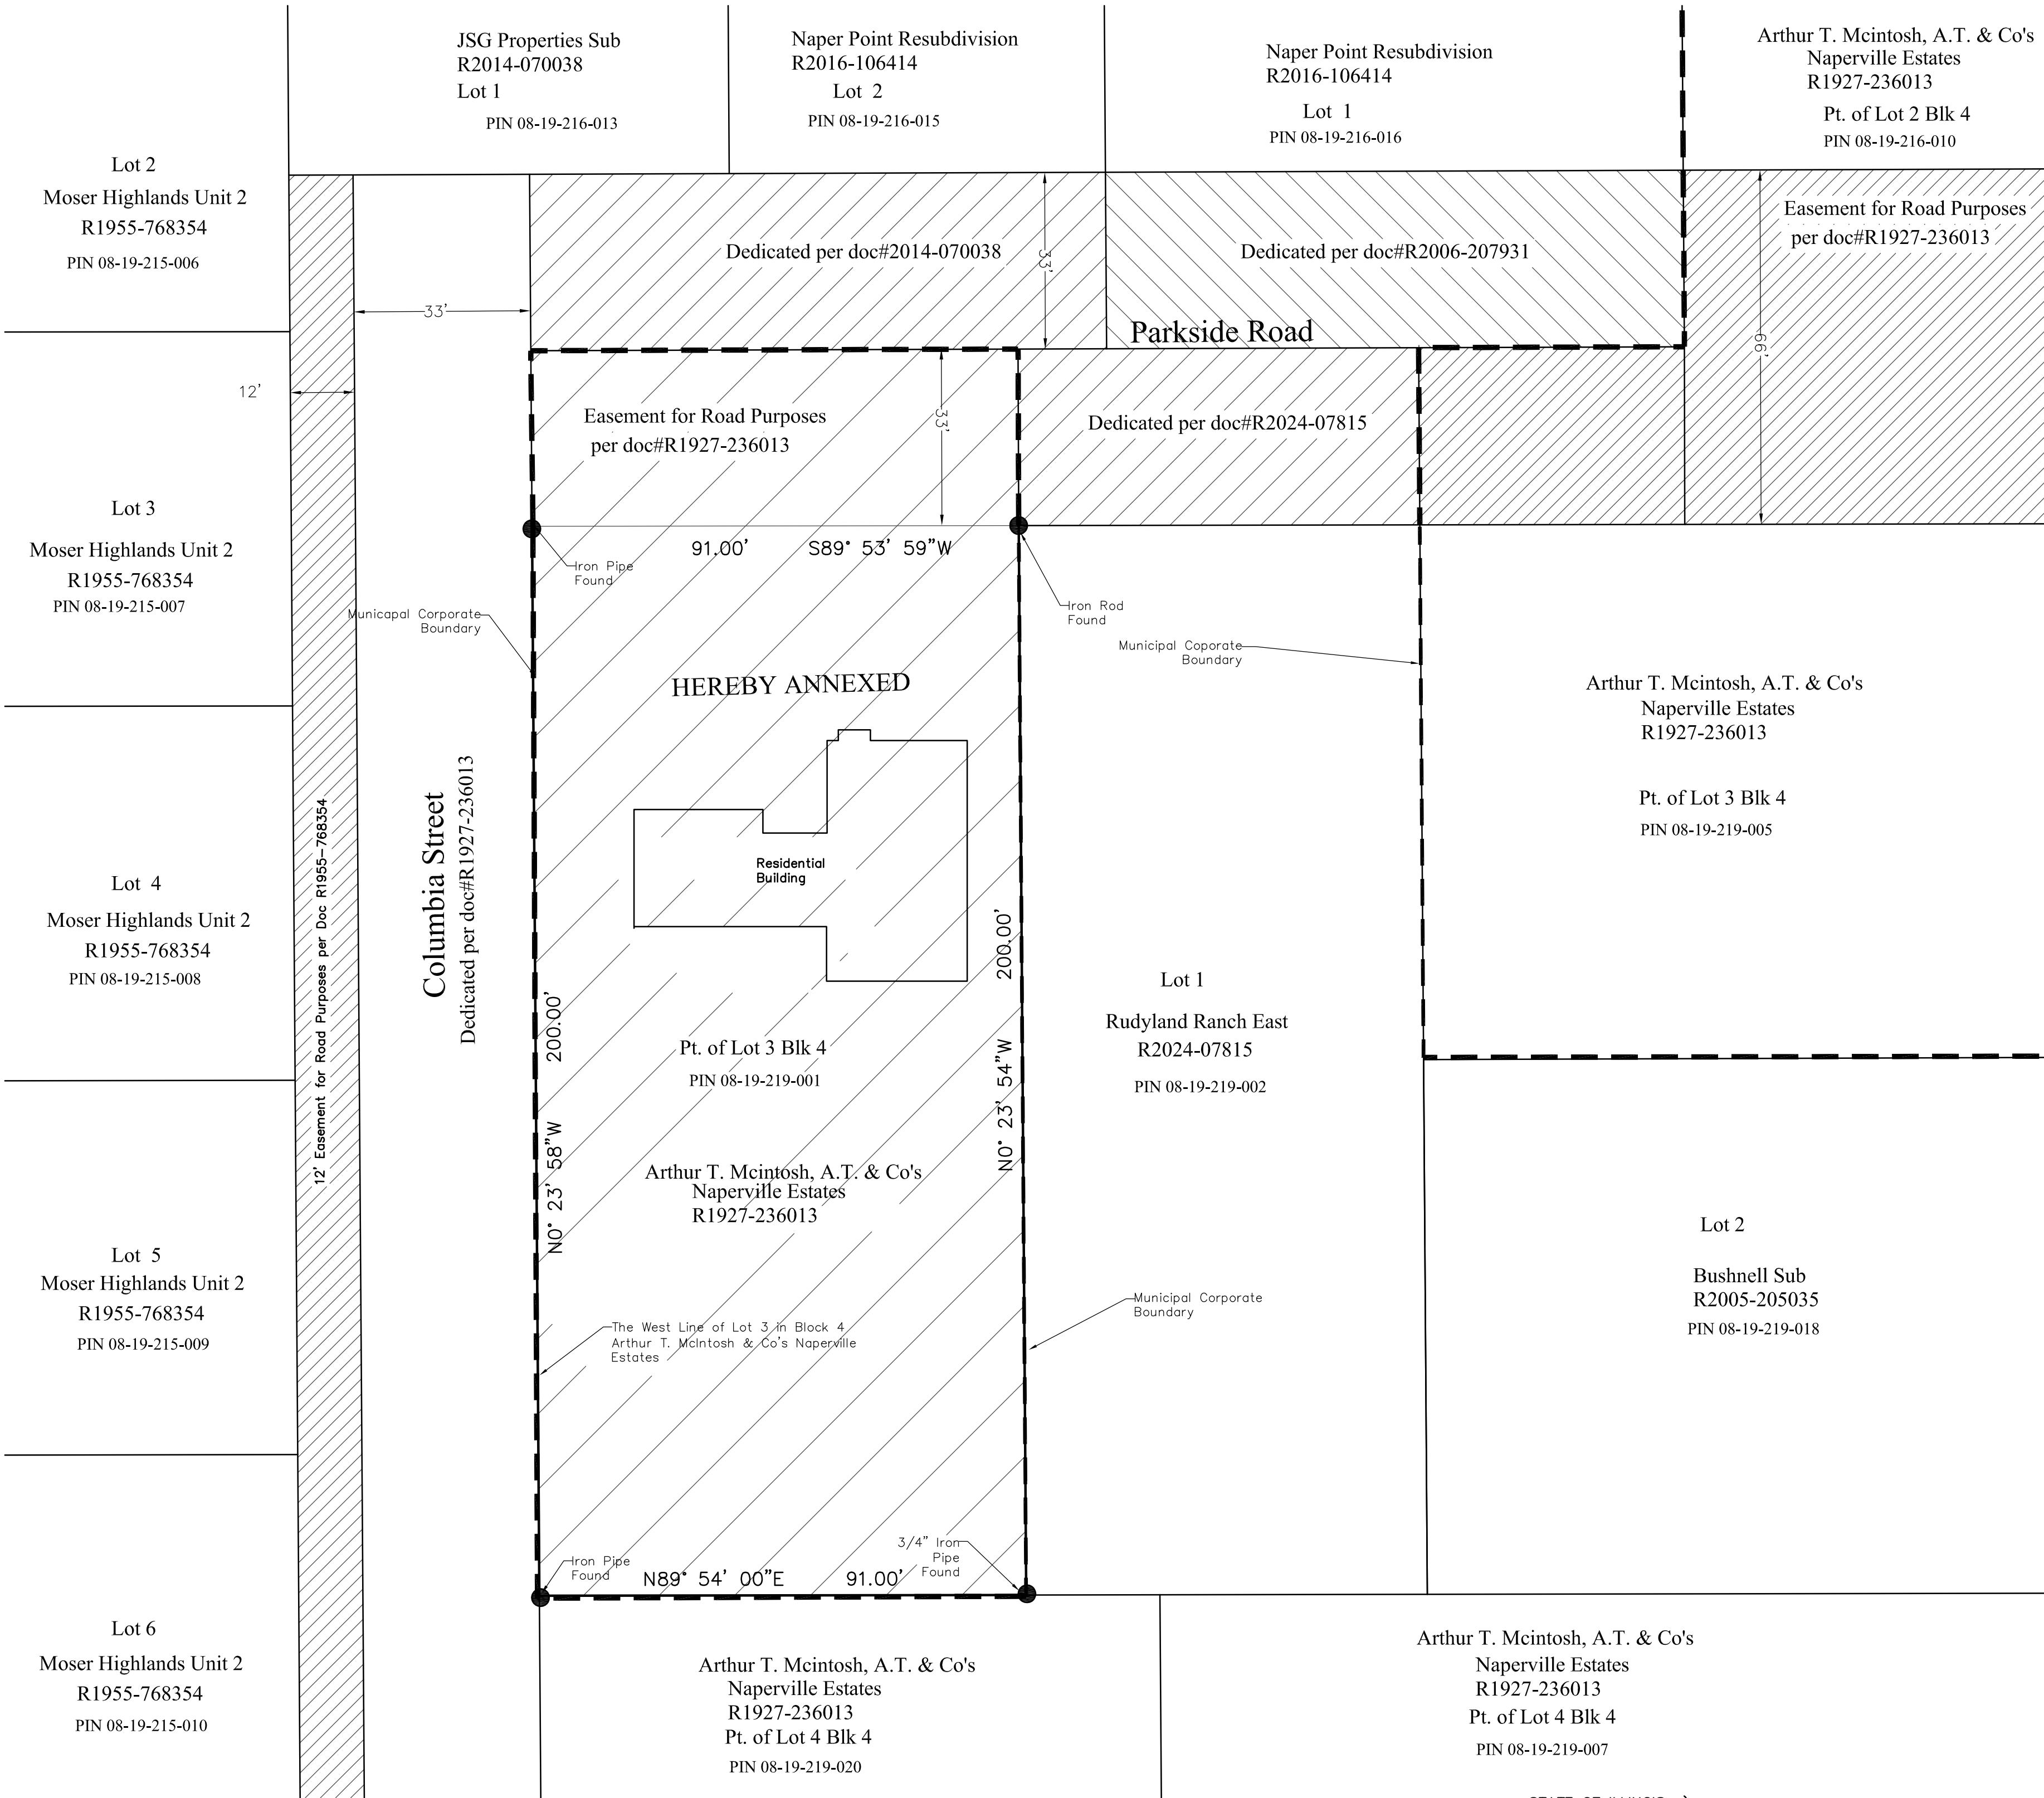 JSG Properties Sub
R2014-070038
Lot 1
PIN 08-19-216-013
Naper Point Resubdivision
R2016-106414
Lot 2
PIN 08-19-216-015
Naper Point Resubdivision
R2016-106414
Lot 1
PIN 08-19-216-016
Arthur T. Mcintosh, A.T. & Co's
Naperville Estates
R1927-236013
Pt. of Lot 2 Blk 4
PIN 08-19-216-010
Lot 2
Moser Highlands Unit 2
R1955-768354
PIN 08-19-215-006
Dedicated per doc#2014-070038
33'
Dedicated per doc#R2006-207931
Easement for Road Purposes
per doc#R1927-236013
33'
Parkside Road
66'
12'
Easement for Road Purposes
per doc#R1927-236013
33'
Dedicated per doc#R2024-07815
Lot 3
Moser Highlands Unit 2
R1955-768354
PIN 08-19-215-007
91.00' S89° 53' 59"W
Iron Pipe
Found
Iron Rod
Found
Municapal Corporate
Boundary
Municipal Coporate
Boundary
HEREBY ANNEXED
Arthur T. Mcintosh, A.T. & Co's
Naperville Estates
R1927-236013
Pt. of Lot 3 Blk 4
PIN 08-19-219-005
Residential
Building
Columbia Street
Dedicated per doc#R1927-236013
12' Easement for Road Purposes per Doc R1955-768354
Lot 4
Moser Highlands Unit 2
R1955-768354
PIN 08-19-215-008
N0° 23' 58"W 200.00'
N0° 23' 54"W 200.00'
Pt. of Lot 3 Blk 4
PIN 08-19-219-001
Arthur T. Mcintosh, A.T. & Co's
Naperville Estates
R1927-236013
Lot 1
Rudyland Ranch East
R2024-07815
PIN 08-19-219-002
Lot 2
Bushnell Sub
R2005-205035
PIN 08-19-219-018
Lot 5
Moser Highlands Unit 2
R1955-768354
PIN 08-19-215-009
The West Line of Lot 3 in Block 4
Arthur T. McIntosh & Co's Naperville
Estates
Municipal Corporate
Boundary
Iron Pipe
Found
N89° 54' 00"E 91.00'
3/4" Iron
Pipe
Found
Lot 6
Moser Highlands Unit 2
R1955-768354
PIN 08-19-215-010
Arthur T. Mcintosh, A.T. & Co's
Naperville Estates
R1927-236013
Pt. of Lot 4 Blk 4
PIN 08-19-219-020
Arthur T. Mcintosh, A.T. & Co's
Naperville Estates
R1927-236013
Pt. of Lot 4 Blk 4
PIN 08-19-219-007